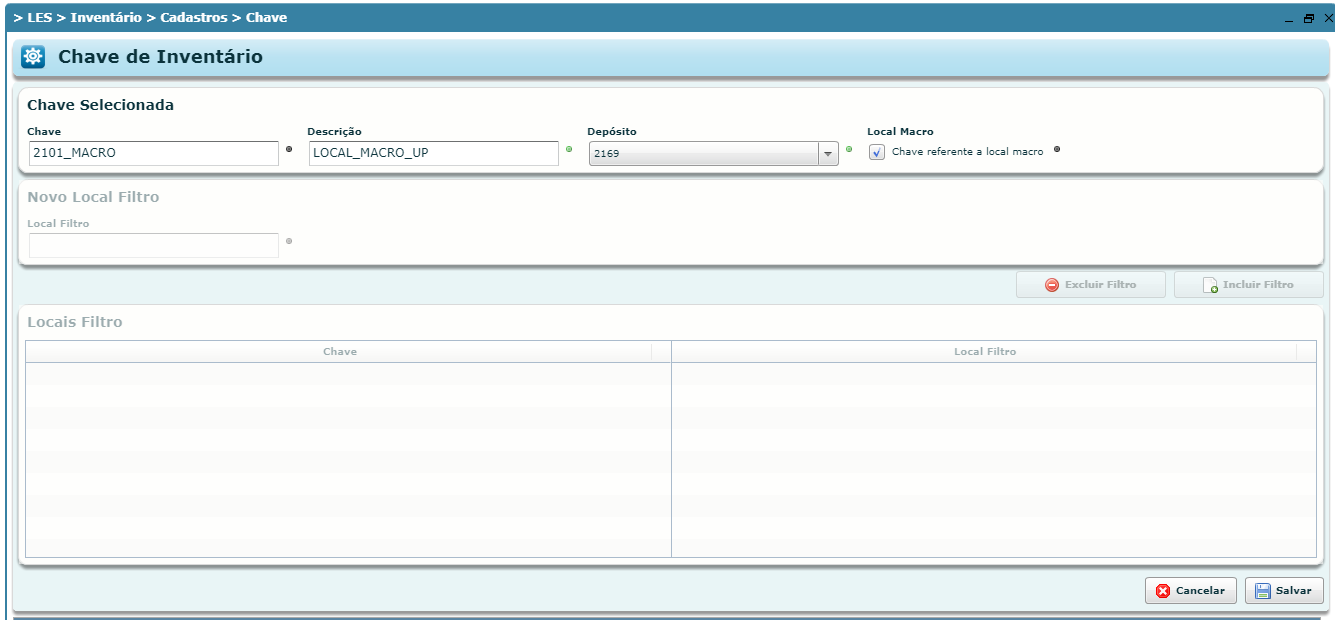 > LES > Inventário > Cadastros > Chave
Chave de Inventário
Chave Selecionada
Chave Descrição Depósito Local Macro
2101_MACRO LOCAL_MACRO_UP 2169 Chave referente a local macro
Novo Local Filtro
Local Filtro
Excluir Filtro Incluir Filtro
Locais Filtro
Chave Local Filtro
Cancelar Salvar